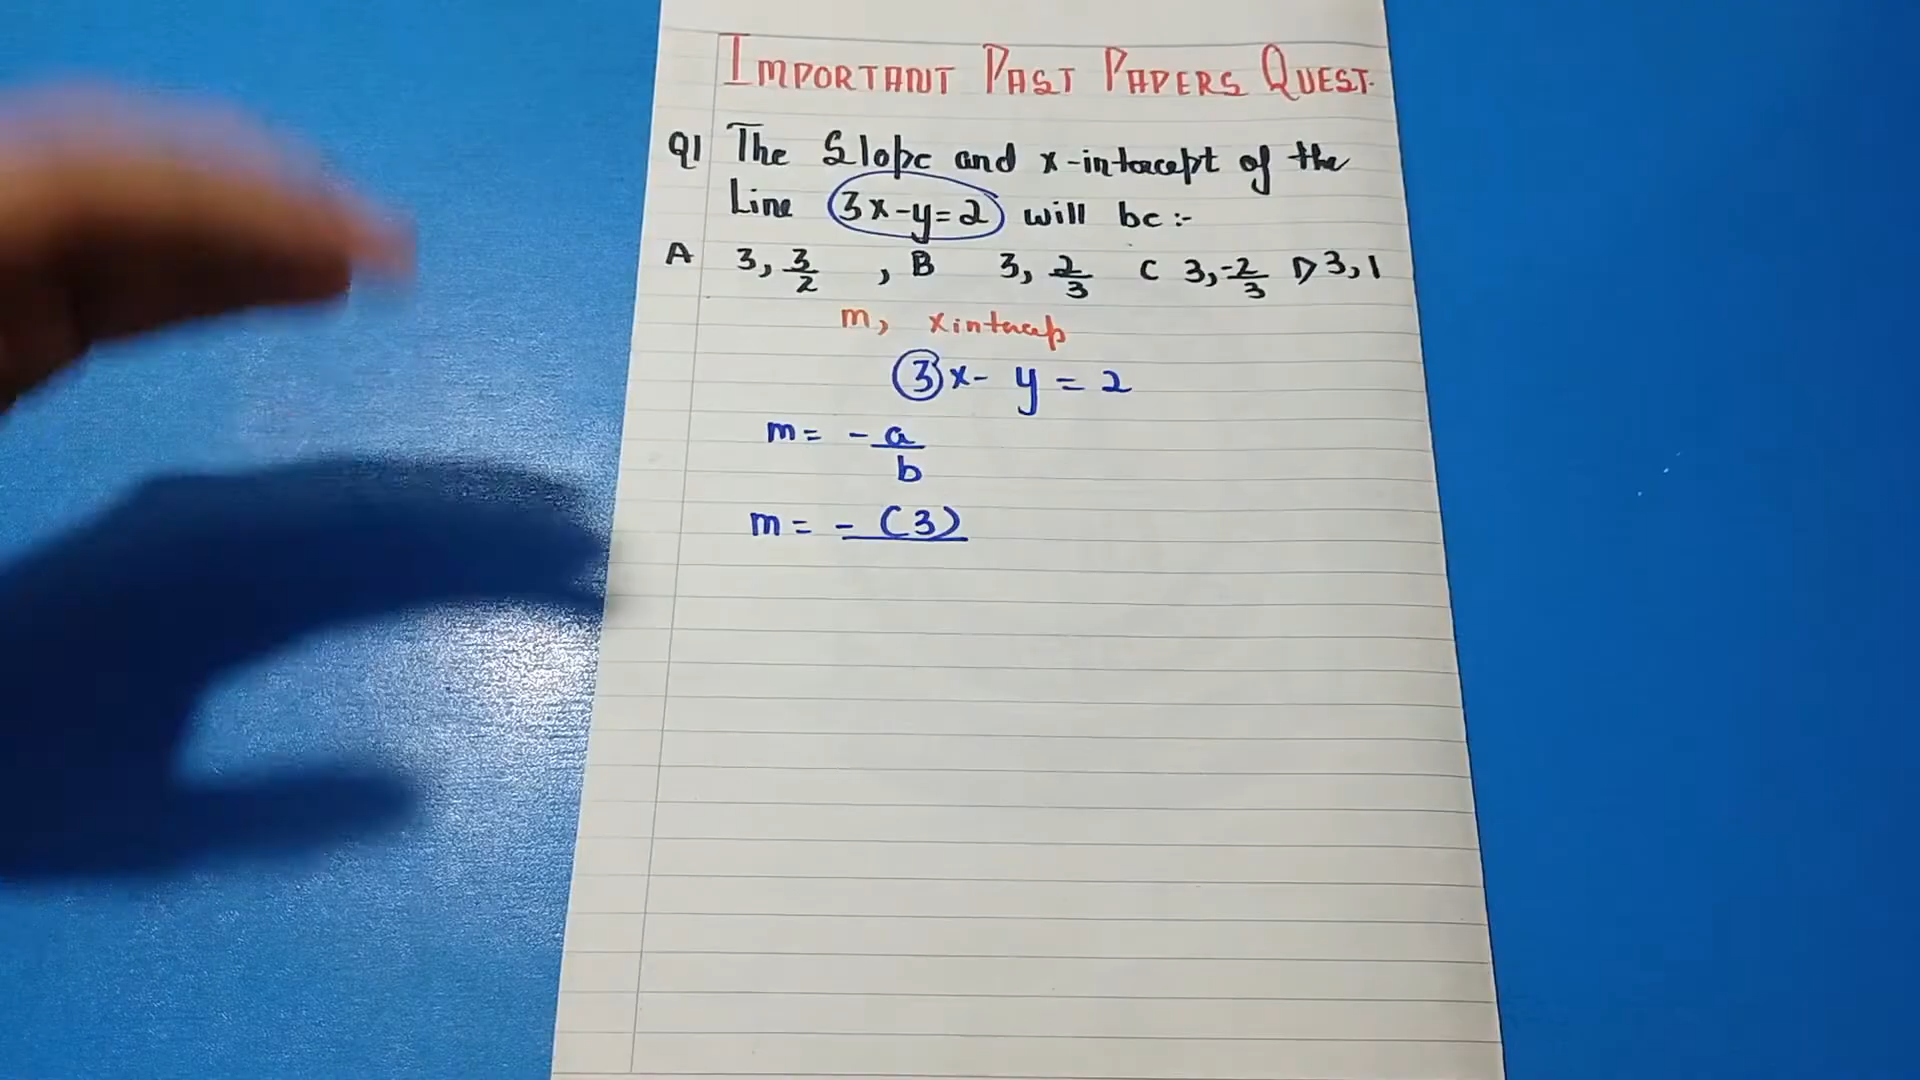 IMPORTANT PAST PAPERS QUEST.
Q1 The Slope and x-intercept of the
Line 3x-y=2 will be :-
A 3, 3/2 , B 3, 2/3 C 3, -2/3 D 3, 1
m, xintercep
3x - y = 2
m = - a/b
m = - (3)